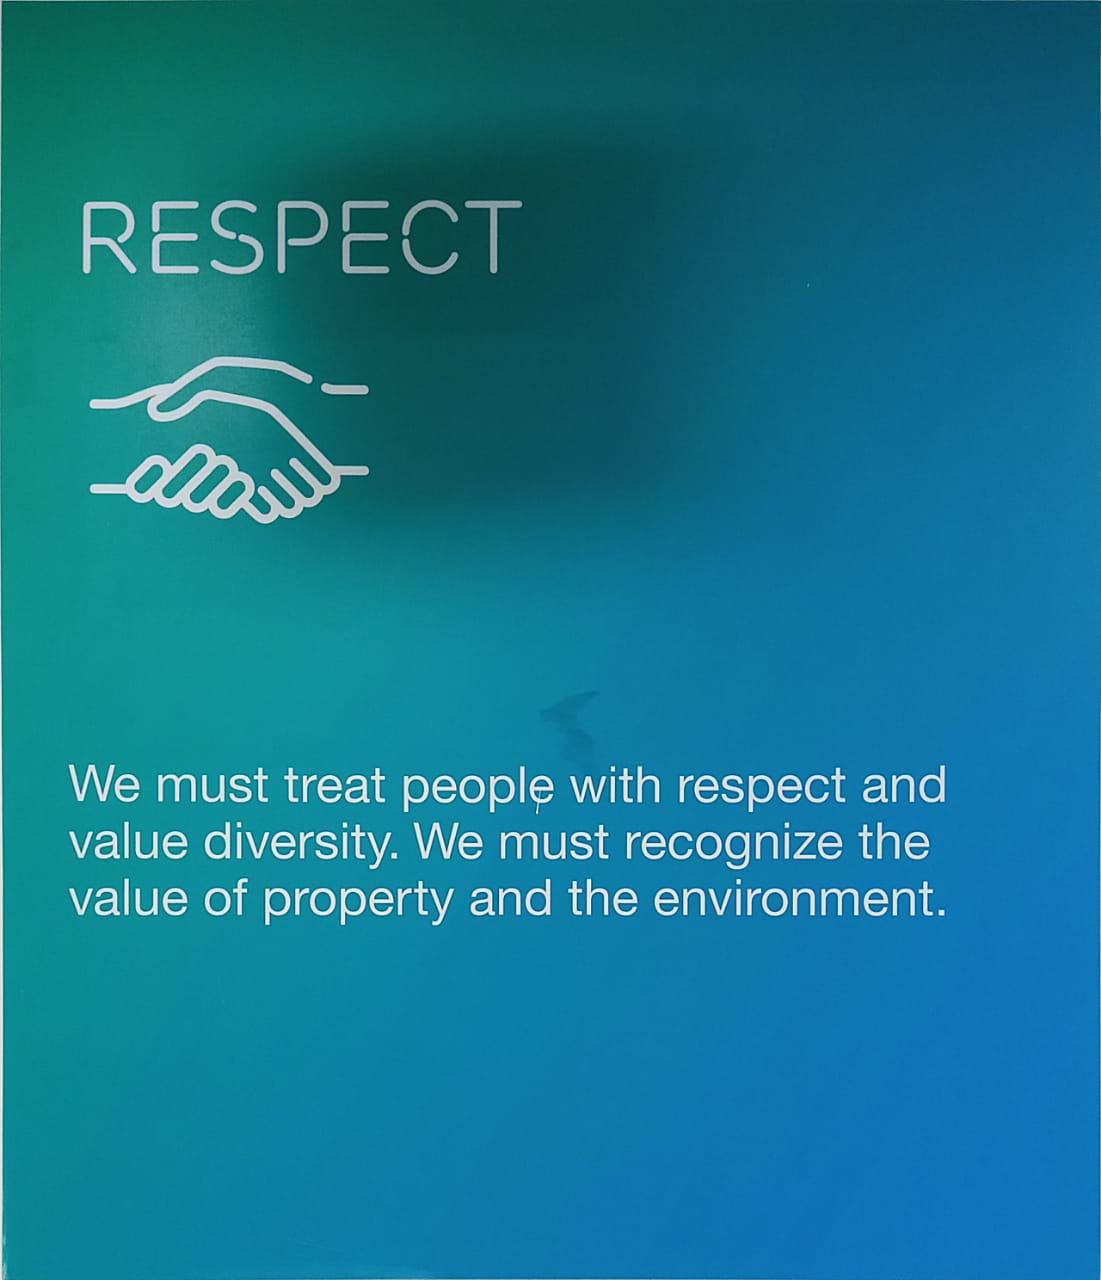 RESPECT
We must treat people with respect and
value diversity. We must recognize the
value of property and the environment.